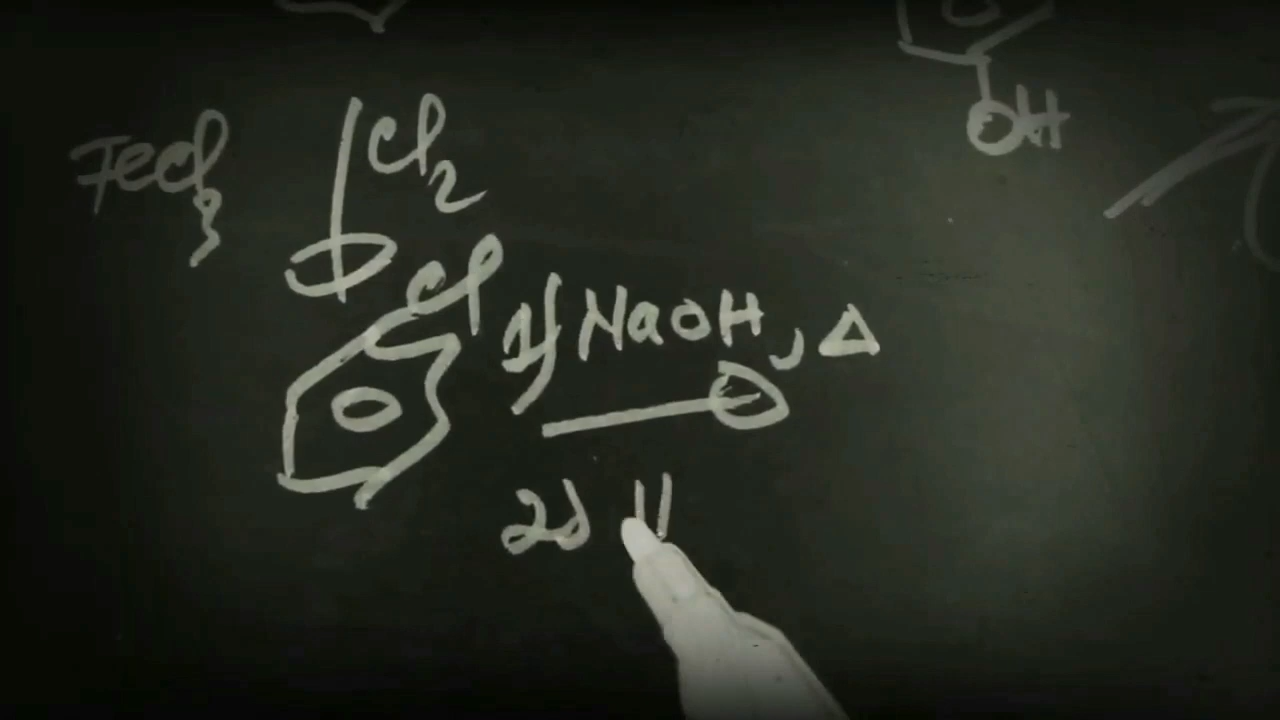 OH
FeCl3 Cl2
Cl
1) NaOH, Δ
2)